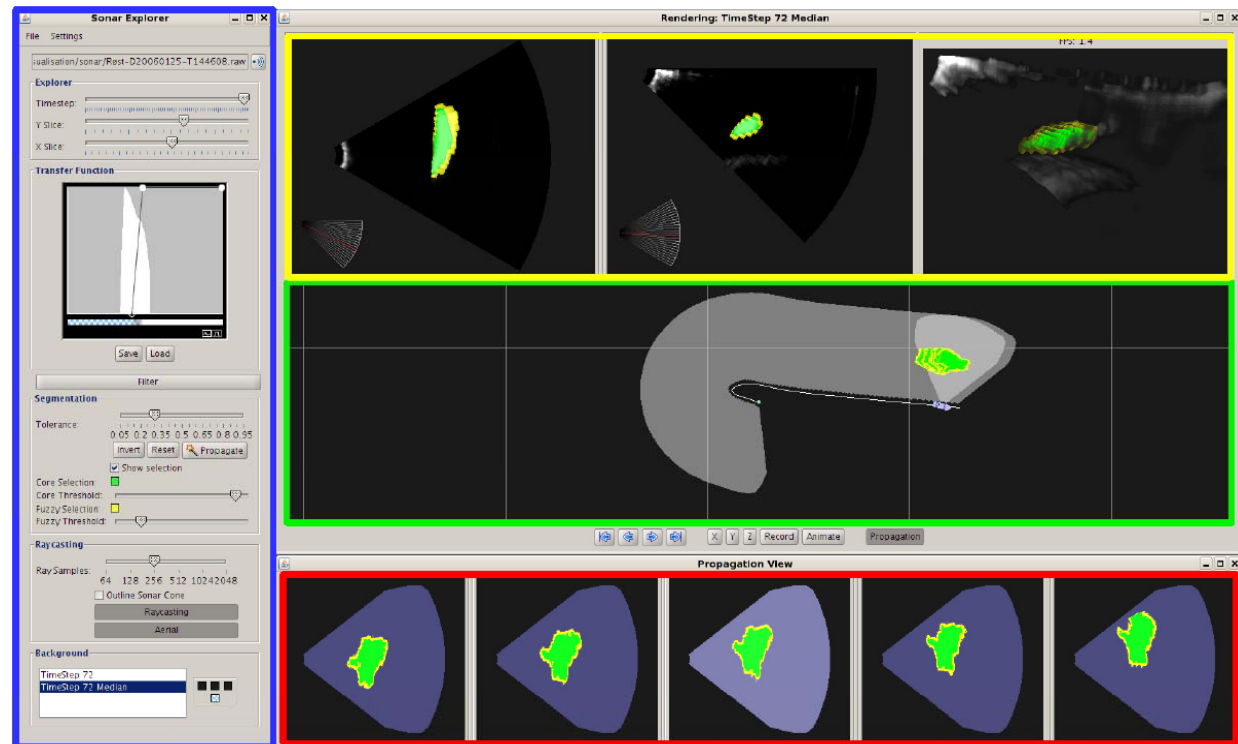 Sonar Explorer
File Settings
ualisation/sonar/Rest-D20060125-T144608.raw
Explorer
Timestep:
Y Slice:
X Slice:
Transfer Function
Save Load
Filter
Segmentation
Tolerance:
0.05 0.2 0.35 0.5 0.65 0.8 0.95
Invert Reset Propagate
Show selection
Core Selection:
Core Threshold:
Fuzzy Selection:
Fuzzy Threshold:
Raycasting
Ray Samples:
64 128 256 512 1024 2048
Outline Sonar Cone
Raycasting
Aerial
Background
TimeStep 72
TimeStep 72 Median
Rendering: TimeStep 72 Median
FPS: 1.4
X Y Z Record Animate Propagation
Propagation View